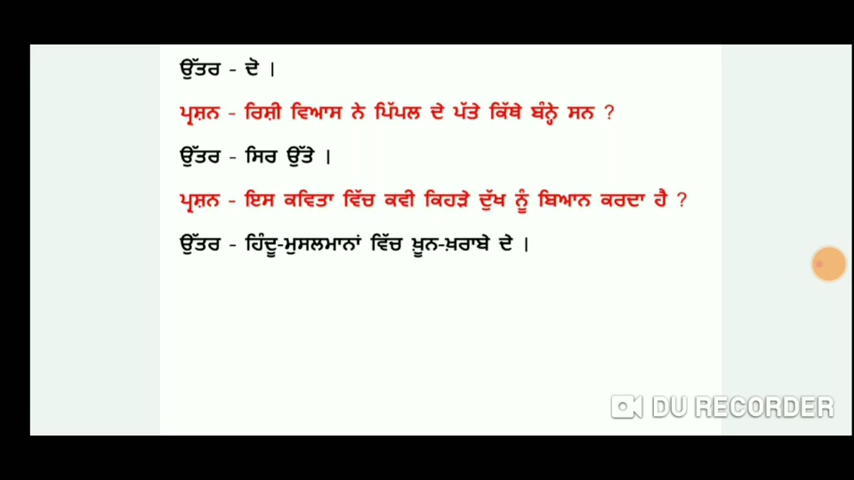 ਉੱਤਰ - ਦੋ ।
ਪ੍ਰਸ਼ਨ - ਰਿਸ਼ੀ ਵਿਆਸ ਨੇ ਪਿੱਪਲ ਦੇ ਪੱਤੇ ਕਿੱਥੇ ਬੰਨ੍ਹੇ ਸਨ ?
ਉੱਤਰ - ਸਿਰ ਉੱਤੇ ।
ਪ੍ਰਸ਼ਨ - ਇਸ ਕਵਿਤਾ ਵਿੱਚ ਕਵੀ ਕਿਹੜੇ ਦੁੱਖ ਨੂੰ ਬਿਆਨ ਕਰਦਾ ਹੈ ?
ਉੱਤਰ - ਹਿੰਦੂ-ਮੁਸਲਮਾਨਾਂ ਵਿੱਚ ਖ਼ੂਨ-ਖ਼ਰਾਬੇ ਦੇ ।
DU RECORDER